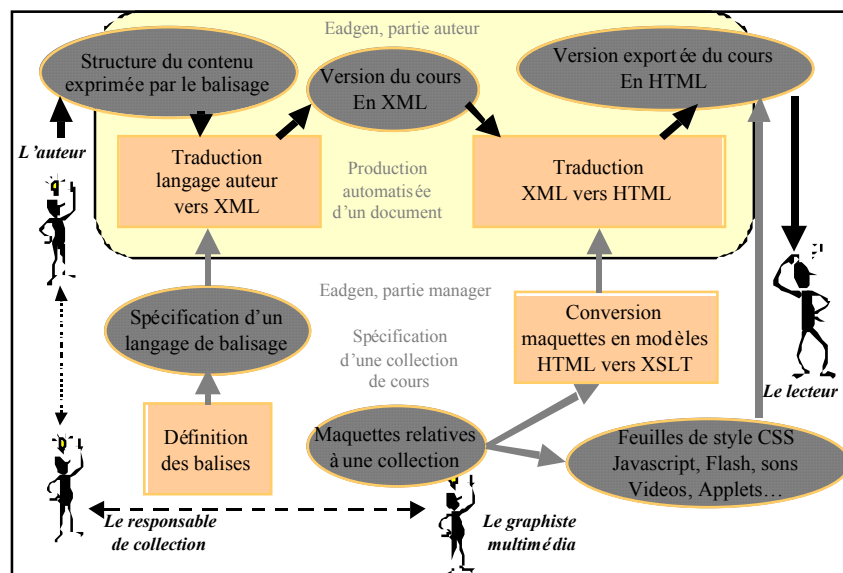 Eadgen, partie auteur
Structure du contenu
exprimée par le balisage
Version du cours
En XML
Version exportée du cours
En HTML
L'auteur
Traduction
langage auteur
vers XML
Production
automatisée
d'un document
Traduction
XML vers HTML
Eadgen, partie manager
Spécification d'un
langage de balisage
Spécification
d'une collection
de cours
Conversion
maquettes en modèles
HTML vers XSLT
Le lecteur
Définition
des balises
Maquettes relatives
à une collection
Feuilles de style CSS
Javascript, Flash, sons
Videos, Applets…
Le responsable
de collection
Le graphiste
multimédia